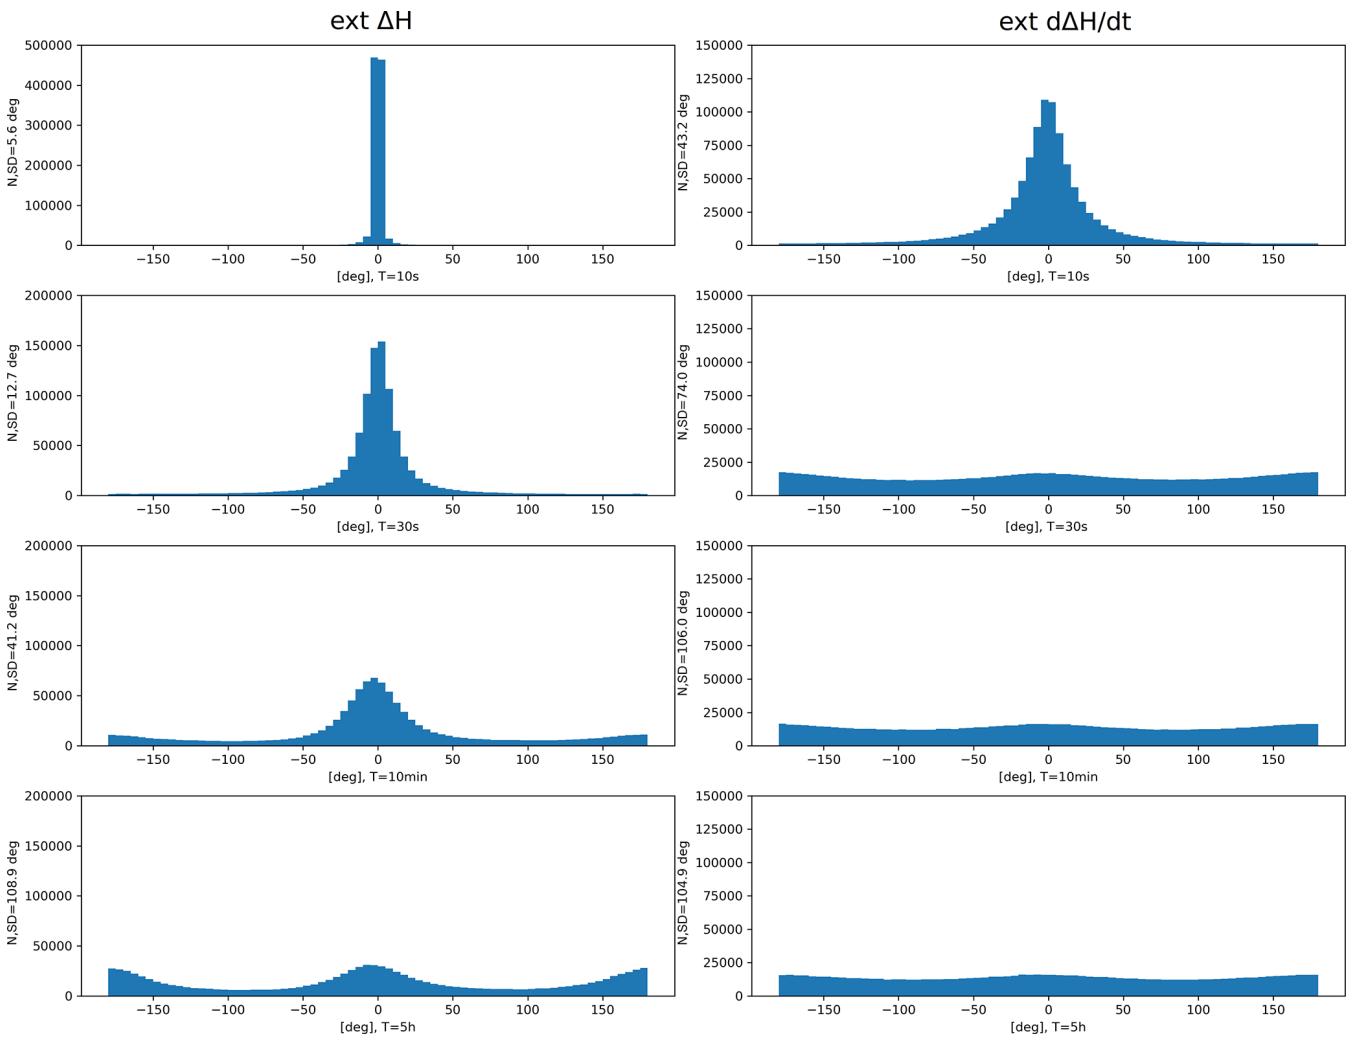 ext ΔH
500000
400000
300000
200000
100000
0
N,SD=5.6 deg
−150 −100 −50 0 50 100 150
[deg], T=10s
ext dΔH/dt
150000
125000
100000
75000
50000
25000
0
N,SD=43.2 deg
−150 −100 −50 0 50 100 150
[deg], T=10s
200000
150000
100000
50000
0
N,SD=12.7 deg
−150 −100 −50 0 50 100 150
[deg], T=30s
150000
125000
100000
75000
50000
25000
0
N,SD=74.0 deg
−150 −100 −50 0 50 100 150
[deg], T=30s
200000
150000
100000
50000
0
N,SD=41.2 deg
−150 −100 −50 0 50 100 150
[deg], T=10min
150000
125000
100000
75000
50000
25000
0
N,SD=106.0 deg
−150 −100 −50 0 50 100 150
[deg], T=10min
200000
150000
100000
50000
0
N,SD=108.9 deg
−150 −100 −50 0 50 100 150
[deg], T=5h
150000
125000
100000
75000
50000
25000
0
N,SD=104.9 deg
−150 −100 −50 0 50 100 150
[deg], T=5h